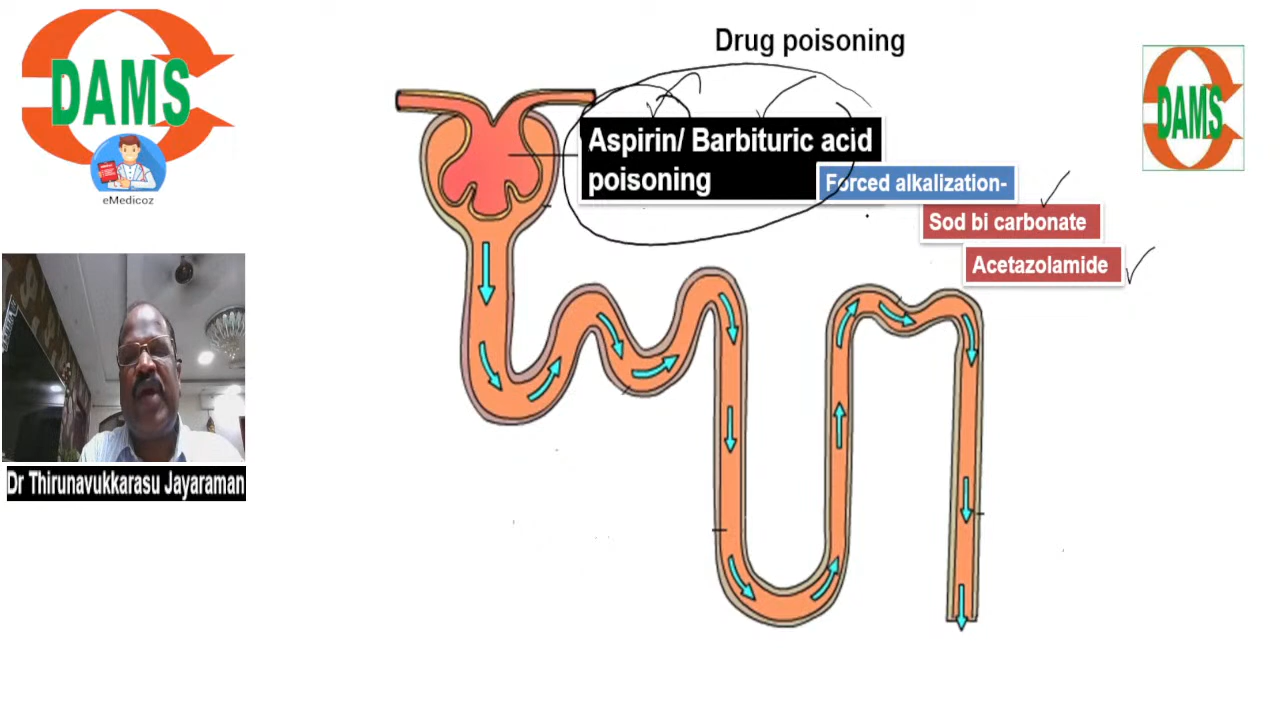 Drug poisoning
DAMS
DAMS
Aspirin/ Barbituric acid
poisoning
Forced alkalization-
Sod bi carbonate
Acetazolamide
eMedicoz
Dr Thirunavukkarasu Jayaraman